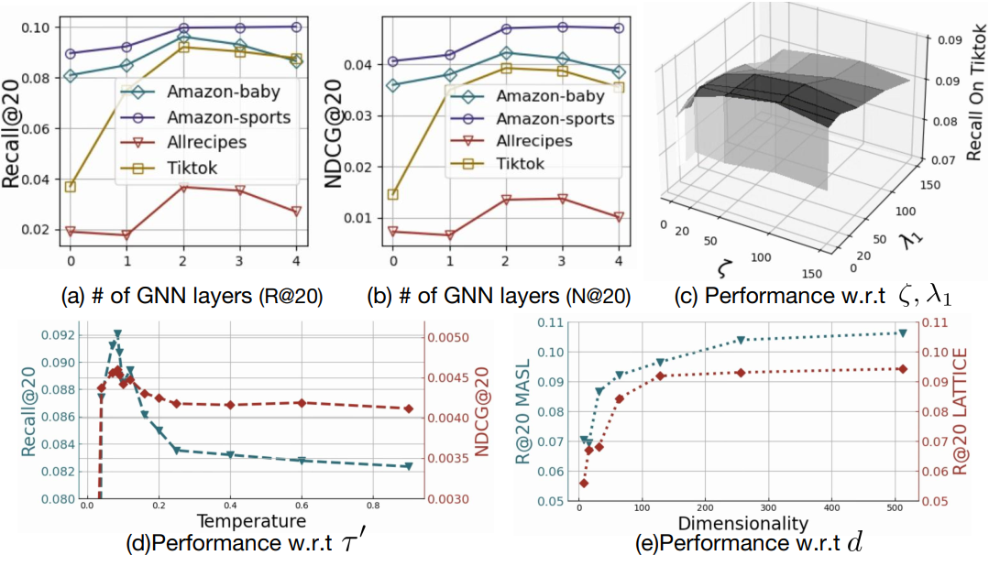 Recall@20
0.10
0.08
0.06
0.04
0.02
Amazon-baby
Amazon-sports
Allrecipes
Tiktok
0 1 2 3 4
(a) # of GNN layers (R@20)
NDCG@20
0.04
0.03
0.02
0.01
Amazon-baby
Amazon-sports
Allrecipes
Tiktok
0 1 2 3 4
(b) # of GNN layers (N@20)
Recall On Tiktok
0.09
0.09
0.08
0.07
0 20 50 100 150
ζ
0 20 50 100 150
λ1
(c) Performance w.r.t ζ, λ1
Recall@20
0.092
0.090
0.088
0.086
0.084
0.082
0.080
0.0050
0.0045
0.0040
0.0035
0.0030
NDCG@20
0.0 0.2 0.4 0.6 0.8
Temperature
(d)Performance w.r.t τ′
R@20 MASL
0.11
0.10
0.09
0.08
0.07
0.06
0.05
0.11
0.10
0.09
0.08
0.07
0.06
0.05
R@20 LATTICE
0 100 200 300 400 500
Dimensionality
(e)Performance w.r.t d